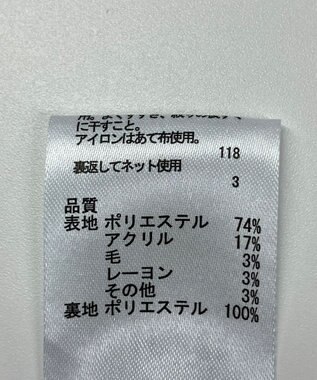 に干すこと。
アイロンはあて布使用。
118
裏返してネット使用
3
品質
表地 ポリエステル 74%
アクリル 17%
毛 3%
レーヨン 3%
その他 3%
裏地 ポリエステル 100%